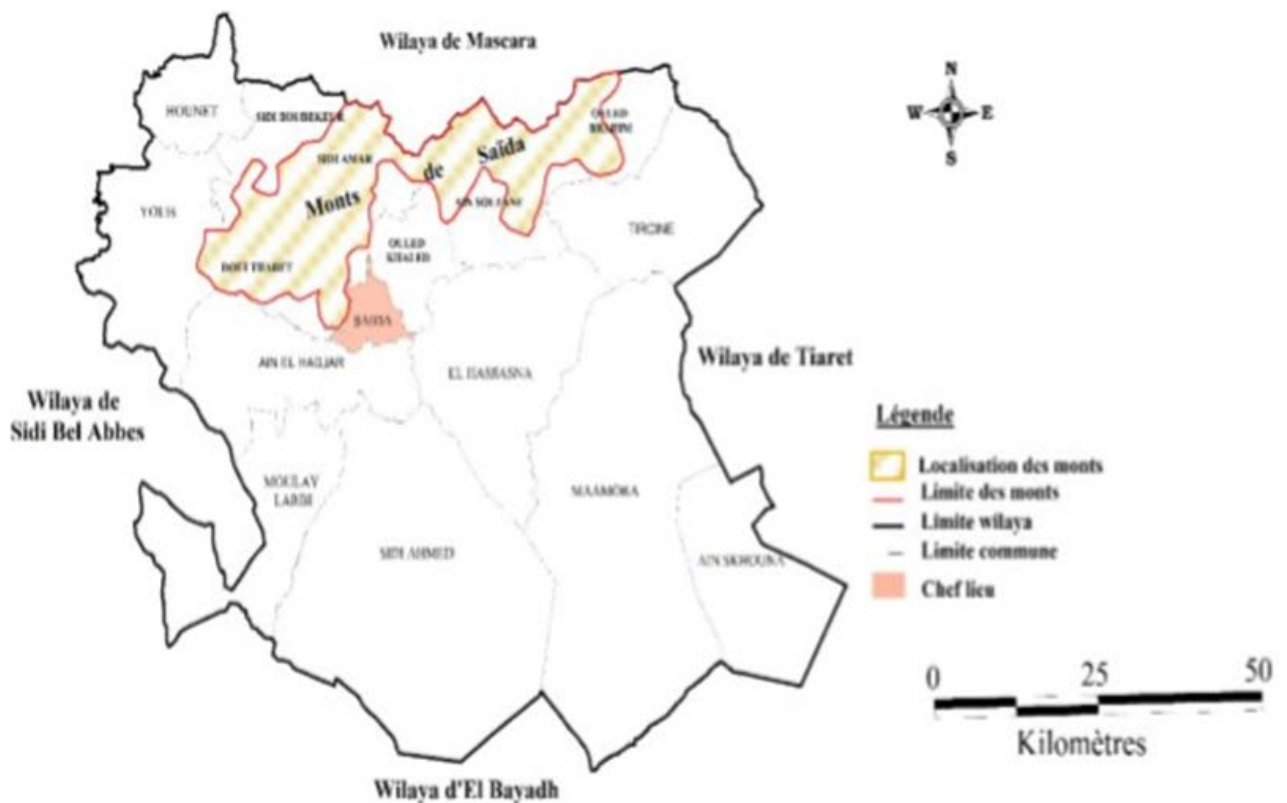 Wilaya de Mascara
N
W E
S
HOUNET
SIDI BOUBEKEUR
OULED
BRAHIM
SIDI AMAR
Monts de Saïda
AIN SOLTANE
YOUB
TIRCINE
OULED
KHALED
DOUI THABET
SAIDA
AIN EL HADJAR
EL HASSASNA
Wilaya de Tiaret
Wilaya de
Sidi Bel Abbes
MOULAY
LARBI
MAAMORA
SIDI AHMED
AIN SKHOUNA
Wilaya d'El Bayadh
Légende
Localisation des monts
Limite des monts
Limite wilaya
Limite commune
Chef lieu
0 25 50
Kilomètres